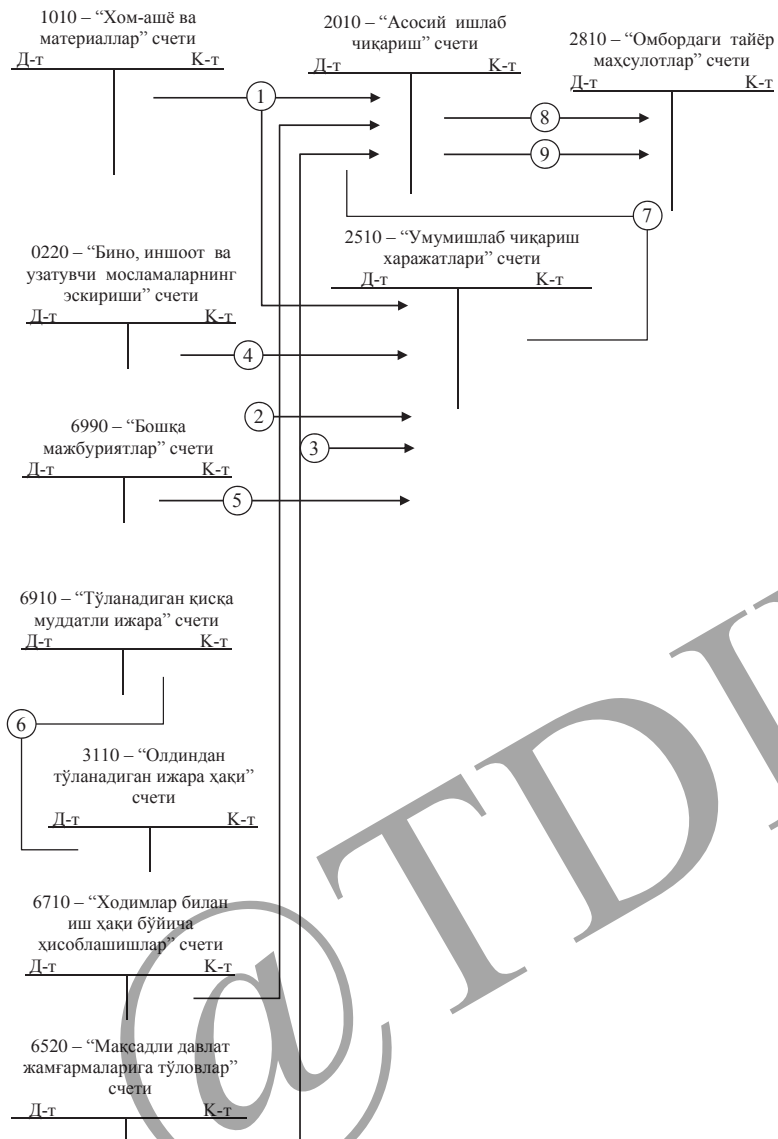 1010 – “Хом-ашё ва
материаллар” счети
Д-т К-т
2010 – “Асосий ишлаб
чиқариш” счети
2810 – “Омбордаги тайёр
маҳсулотлар” счети
Д-т К-т
Д-т К-т
1
8
9
7
0220 – “Бино, иншоот ва
узатувчи мосламаларнинг
эскириши” счети
Д-т К-т
2510 – “Умумишлаб чиқариш
харажатлари” счети
Д-т К-т
4
2
6990 – “Бошқа
мажбуриятлар” счети
Д-т К-т
3
5
6910 – “Тўланадиган қисқа
муддатли ижара” счети
Д-т К-т
6
3110 – “Олдиндан
тўланадиган ижара ҳақи”
счети
Д-т К-т
6710 – “Ходимлар билан
иш ҳақи бўйича
ҳисоблашишлар” счети
Д-т К-т
6520 – “Мақсадли давлат
жамғармаларига тўловлар”
счети
Д-т К-т